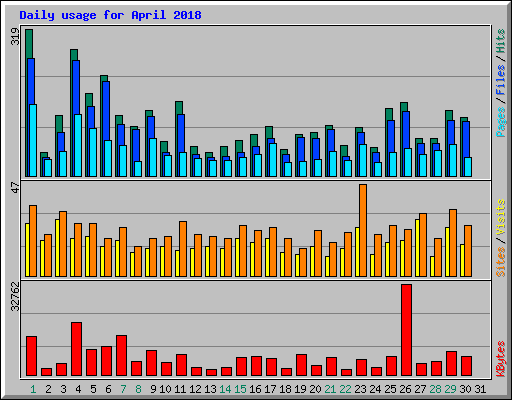 Daily usage for April 2018
319
Pages / Files / Hits
47
Sites / Visits
32762
KBytes
1 2 3 4 5 6 7 8 9 10 11 12 13 14 15 16 17 18 19 20 21 22 23 24 25 26 27 28 29 30 31